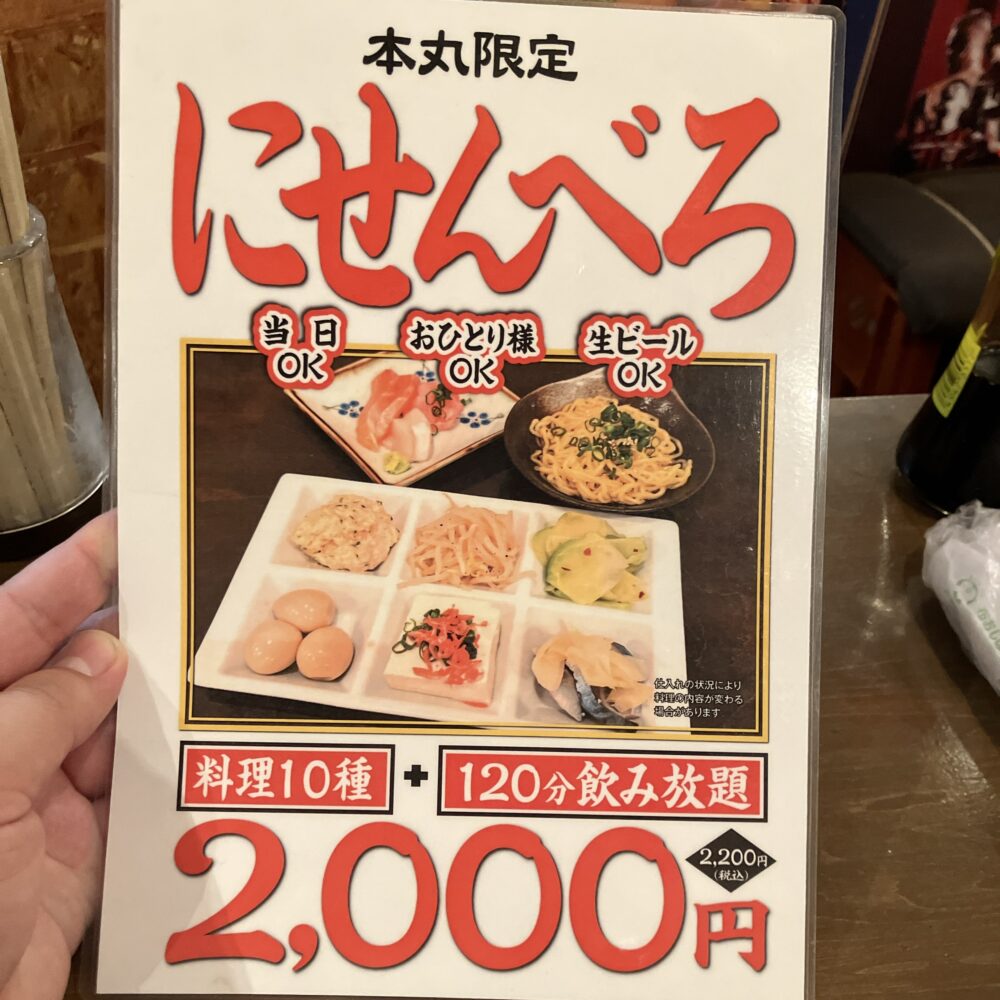 本丸限定
にせんべろ
当日
OK
おひとり様
OK
生ビール
OK
仕入れの状況により
料理の内容が変わる
場合があります
料理10種
+
120分飲み放題
2,000円
2,200円
(税込)